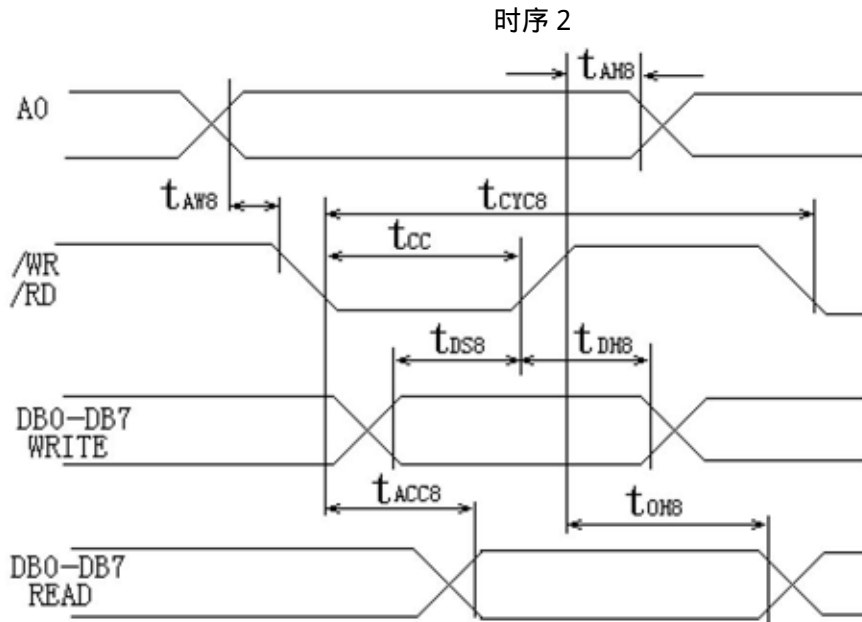 时序 2
tAH8
A0
tAW8
tCYC8
tCC
/WR
/RD
tDS8
tDH8
DB0-DB7
WRITE
tACC8
tOH8
DB0-DB7
READ